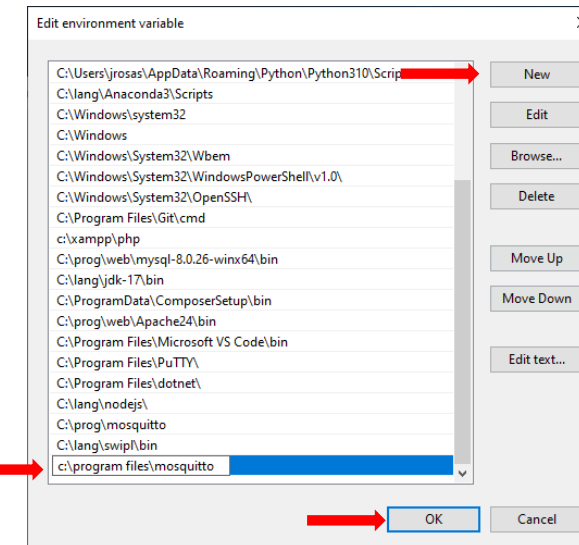 Edit environment variable
C:\Users\jrosas\AppData\Roaming\Python\Python310\Scrip
New
C:\lang\Anaconda3\Scripts
C:\Windows\system32
Edit
C:\Windows
C:\Windows\System32\Wbem
Browse...
C:\Windows\System32\WindowsPowerShell\v1.0\
C:\Windows\System32\OpenSSH\
Delete
C:\Program Files\Git\cmd
c:\xampp\php
C:\prog\web\mysql-8.0.26-winx64\bin
Move Up
C:\lang\jdk-17\bin
C:\ProgramData\ComposerSetup\bin
Move Down
C:\prog\web\Apache24\bin
C:\Program Files\Microsoft VS Code\bin
C:\Program Files\PuTTY\
Edit text...
C:\Program Files\dotnet\
C:\lang\nodejs\
C:\prog\mosquitto
C:\lang\swipl\bin
c:\program files\mosquitto
OK
Cancel